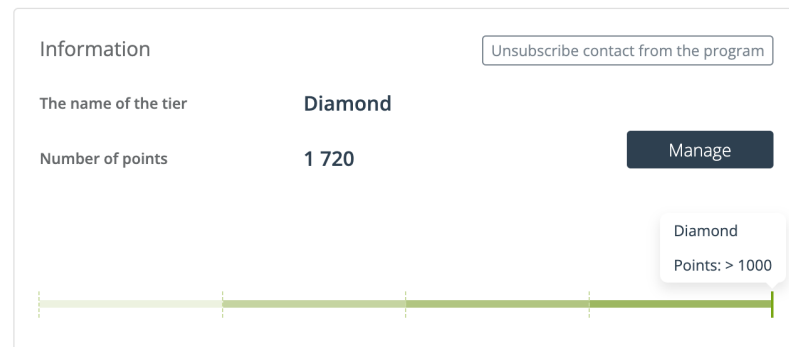 Information
Unsubscribe contact from the program
The name of the tier
Diamond
Number of points
1 720
Manage
Diamond
Points: > 1000